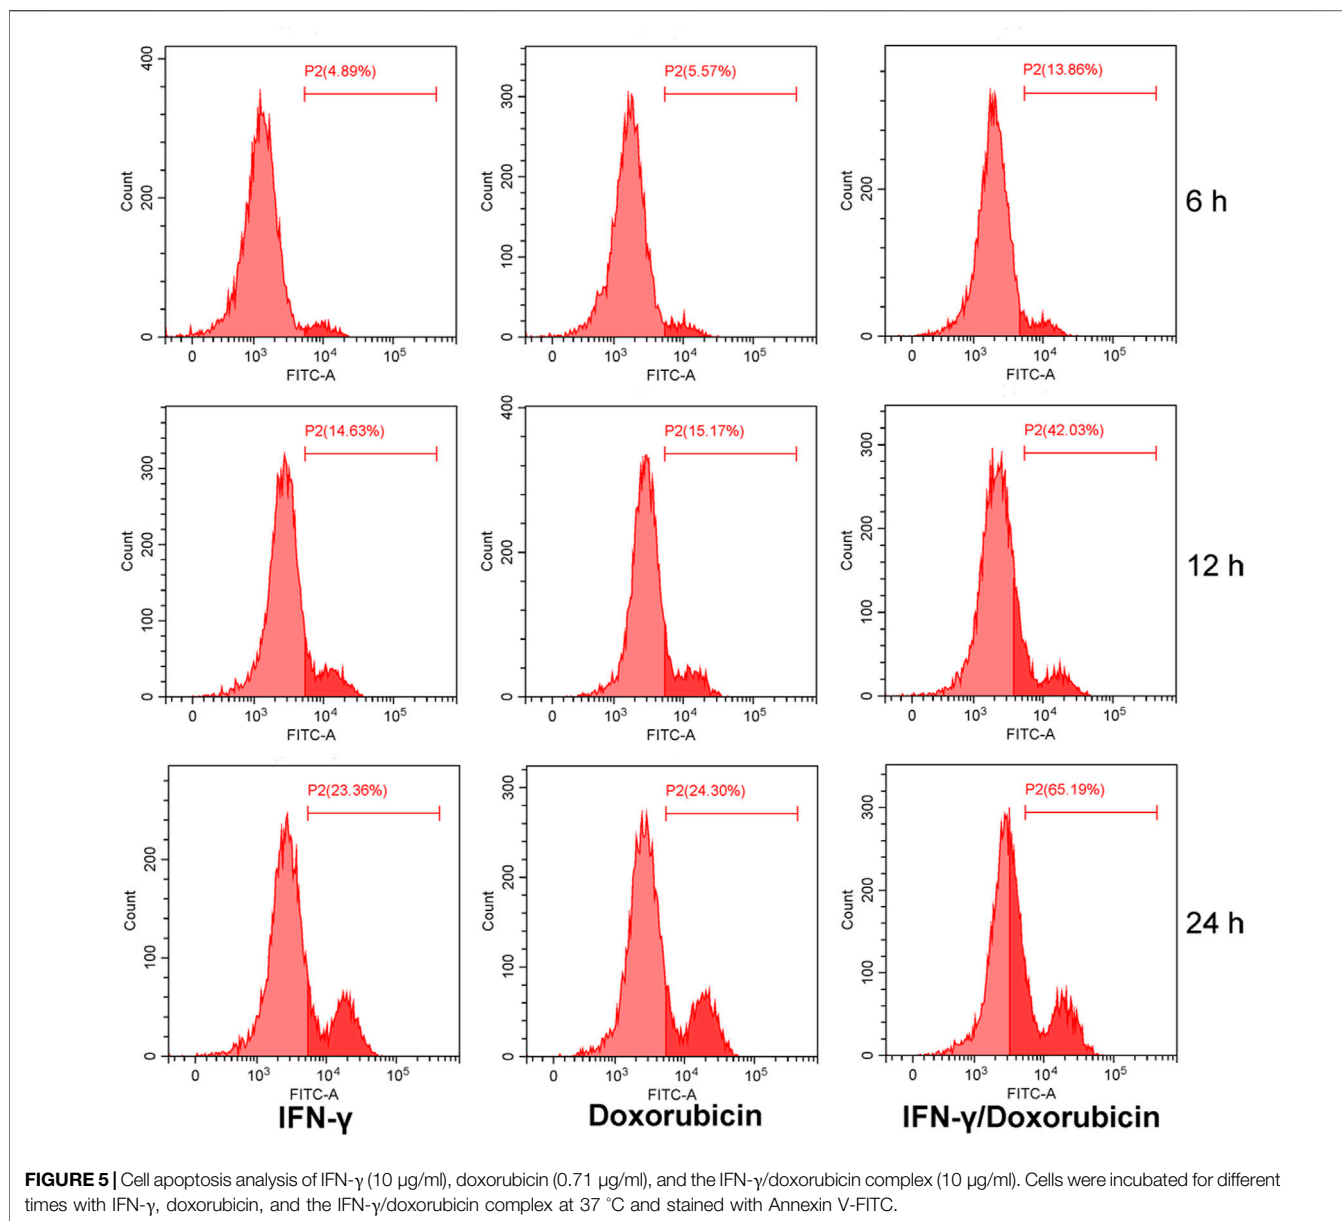 P2(4.89%)
400
200
0
Count
0 10³ 10⁴ 10⁵
FITC-A
P2(5.57%)
300
200
100
0
Count
0 10³ 10⁴ 10⁵
FITC-A
P2(13.86%)
200
0
Count
0 10³ 10⁴ 10⁵
FITC-A
6 h
P2(14.63%)
300
200
100
0
Count
0 10³ 10⁴ 10⁵
FITC-A
P2(15.17%)
400
200
0
Count
0 10³ 10⁴ 10⁵
FITC-A
P2(42.03%)
300
200
100
0
Count
0 10³ 10⁴ 10⁵
FITC-A
12 h
P2(23.36%)
200
100
0
Count
0 10³ 10⁴ 10⁵
FITC-A
P2(24.30%)
300
200
100
0
Count
0 10³ 10⁴ 10⁵
FITC-A
P2(65.19%)
300
200
100
0
Count
0 10³ 10⁴ 10⁵
FITC-A
24 h
IFN-γ
Doxorubicin
IFN-γ/Doxorubicin
FIGURE 5 | Cell apoptosis analysis of IFN-γ (10 μg/ml), doxorubicin (0.71 μg/ml), and the IFN-γ/doxorubicin complex (10 μg/ml). Cells were incubated for different
times with IFN-γ, doxorubicin, and the IFN-γ/doxorubicin complex at 37 °C and stained with Annexin V-FITC.